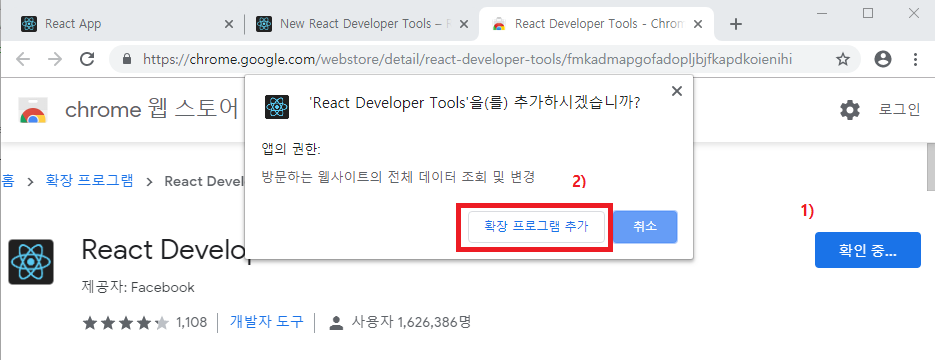 React App
New React Developer Tools – R
React Developer Tools - Chrom
https://chrome.google.com/webstore/detail/react-developer-tools/fmkadmapgofadopljbjfkapdkoienihi
chrome 웹 스토어
로그인
'React Developer Tools'을(를) 추가하시겠습니까?
앱의 권한:
방문하는 웹사이트의 전체 데이터 조회 및 변경
2)
확장 프로그램 추가
취소
홈 › 확장 프로그램 › React Devel
1)
확인 중...
React Develop
제공자: Facebook
1,108
개발자 도구
사용자 1,626,386명